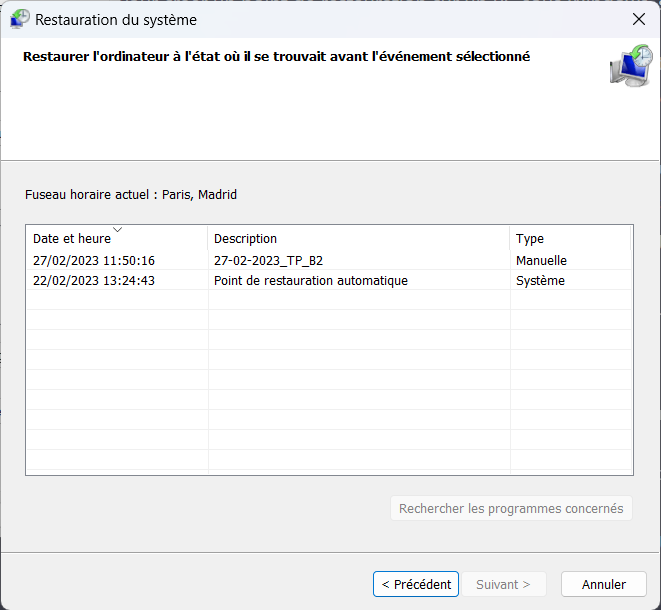 Restauration du système
Restaurer l'ordinateur à l'état où il se trouvait avant l'événement sélectionné
Fuseau horaire actuel : Paris, Madrid
Date et heure Description Type
27/02/2023 11:50:16 27-02-2023_TP_B2 Manuelle
22/02/2023 13:24:43 Point de restauration automatique Système
Rechercher les programmes concernés
< Précédent Suivant > Annuler